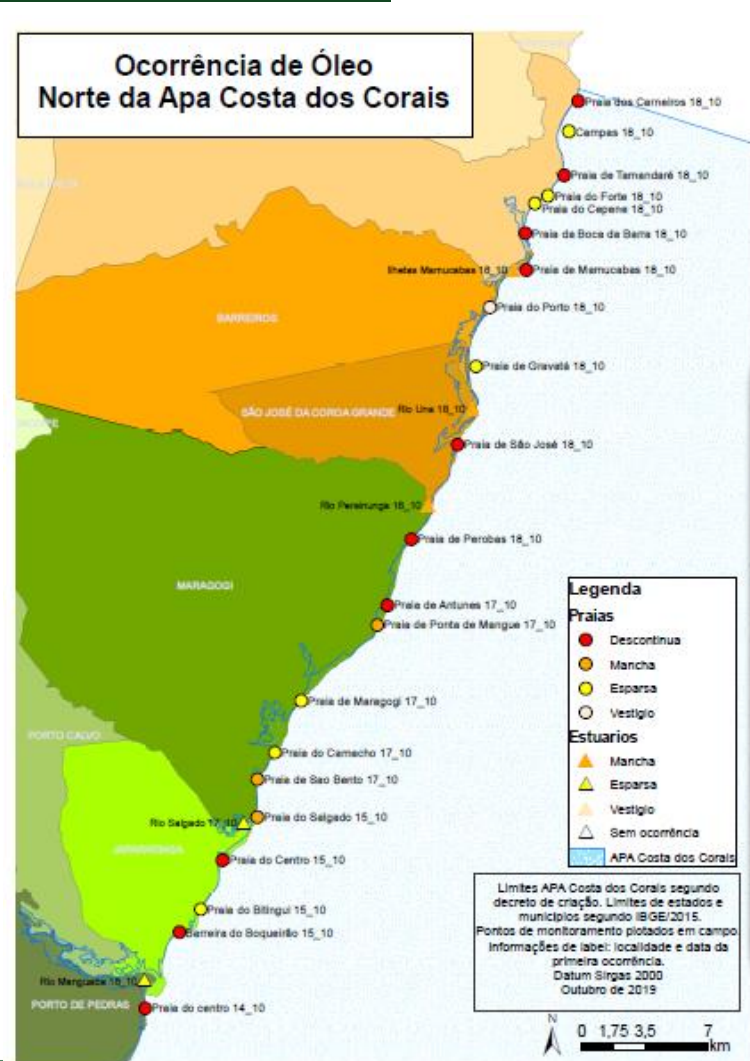 Ocorrência de Óleo
Norte da Apa Costa dos Corais
Praia dos Carneiros 18_10
Campas 18_10
Praia de Tamandaré 18_10
Praia do Forte 18_10
Praia do Cepene 18_10
Praia da Boca da Barra 18_10
Ilhetas Mamucabas 18_10
Praia de Mamucabas 18_10
Praia do Porto 18_10
BARREIROS
Praia de Gravatá 18_10
SÃO JOSÉ DA COROA GRANDE
Rio Una 18_10
Praia de São José 18_10
Praia de Perobas 18_10
MARAGOGI
Praia de Antunes 17_10
Praia de Ponta de Mangue 17_10
Praia de Maragogi 17_10
PORTO CALVO
Praia do Camacho 17_10
Praia de Sao Bento 17_10
Rio Salgado 17_10
Praia do Salgado 15_10
JAPARATINGA
Praia do Centro 15_10
Praia do Bitingui 15_10
Barreira do Boqueirão 15_10
PORTO DE PEDRAS
Praia do centro 14_10
Legenda
Praias
Descontinua
Mancha
Esparsa
Vestigio
Estuarios
Mancha
Esparsa
Vestigio
Sem ocorrência
APA Costa dos Corais
Limites APA Costa dos Corais segundo
decreto de criação. Limites de estados e
municípios segundo IBGE/2015.
Pontos de monitoramento plotados em campo.
Informações de label: localidade e data da
primeira ocorrência.
Datum Sirgas 2000
Outubro de 2019
N
0 1,75 3,5 7
km